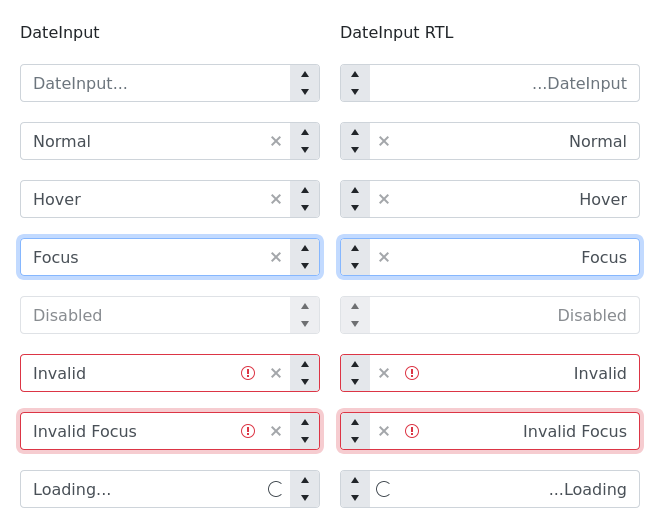 DateInput
DateInput RTL
DateInput...
...DateInput
Normal
Normal
Hover
Hover
Focus
Focus
Disabled
Disabled
Invalid
Invalid
Invalid Focus
Invalid Focus
Loading...
...Loading